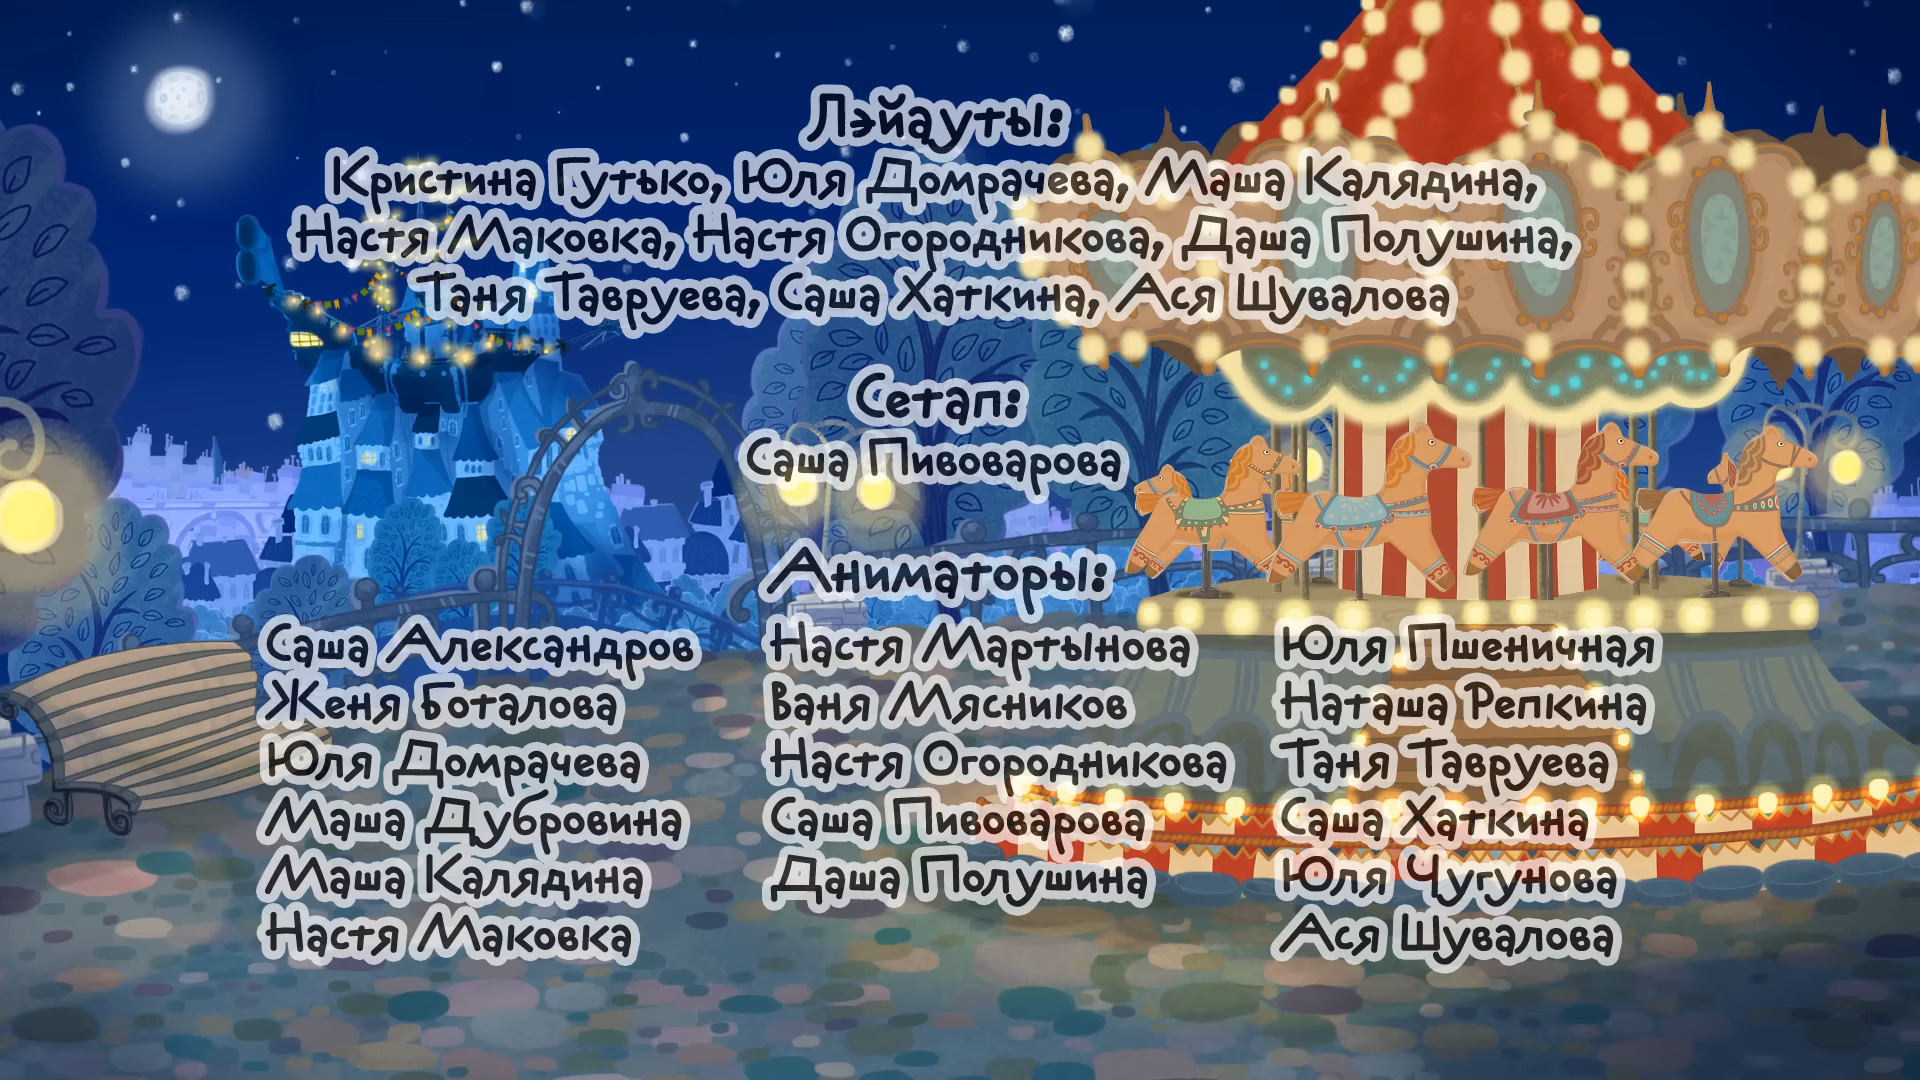 Лэйауты:
Кристина Гутько, Юля Домрачева, Маша Калядина,
Настя Маковка, Настя Огородникова, Даша Полушина,
Таня Тавруева, Саша Хаткина, Ася Шувалова
Сетап:
Саша Пивоварова
Аниматоры:
Саша Александров
Женя Боталова
Юля Домрачева
Маша Дубровина
Маша Калядина
Настя Маковка
Настя Мартынова
Ваня Мясников
Настя Огородникова
Саша Пивоварова
Даша Полушина
Юля Пшеничная
Наташа Репкина
Таня Тавруева
Саша Хаткина
Юля Чугунова
Ася Шувалова